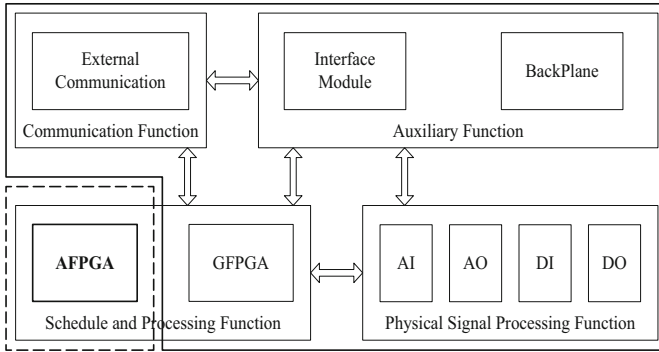 External
Communication
Communication Function
Interface
Module
BackPlane
Auxiliary Function
AFPGA
GFPGA
Schedule and Processing Function
AI
AO
DI
DO
Physical Signal Processing Function